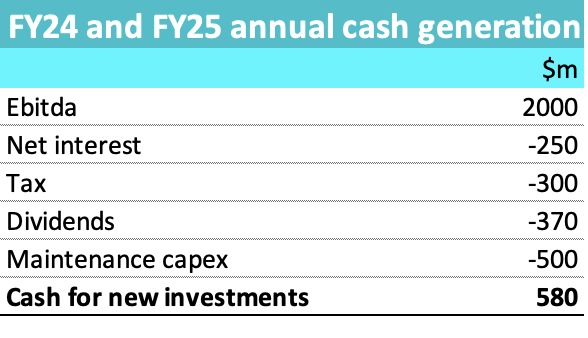 FY24 and FY25 annual cash generation
$m
Ebitda 2000
Net interest -250
Tax -300
Dividends -370
Maintenance capex -500
Cash for new investments 580